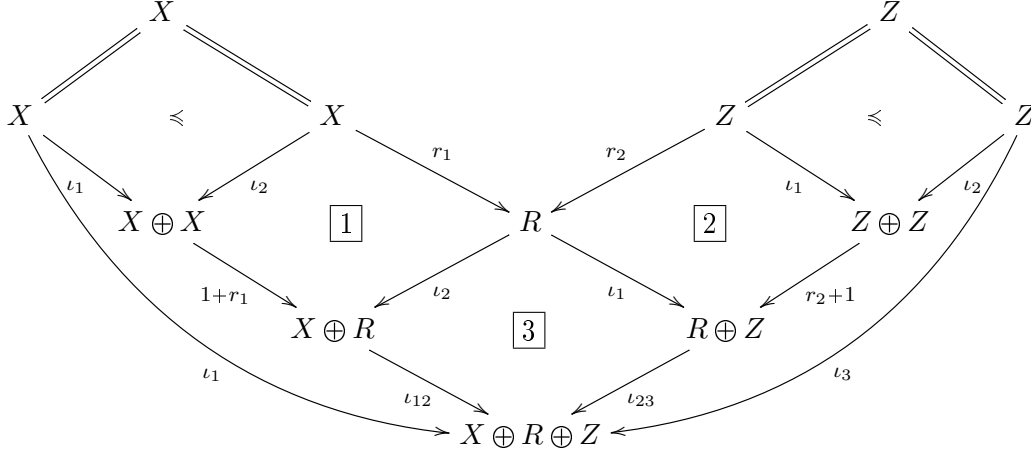 X Z
X ≼ X Z ≼ Z
r₁ r₂
ι₁ ι₂ ι₁ ι₂
X ⊕ X 1 R 2 Z ⊕ Z
1+r₁ ι₂ ι₁ r₂+1
X ⊕ R 3 R ⊕ Z
ι₁ ι₁₂ ι₂₃ ι₃
X ⊕ R ⊕ Z